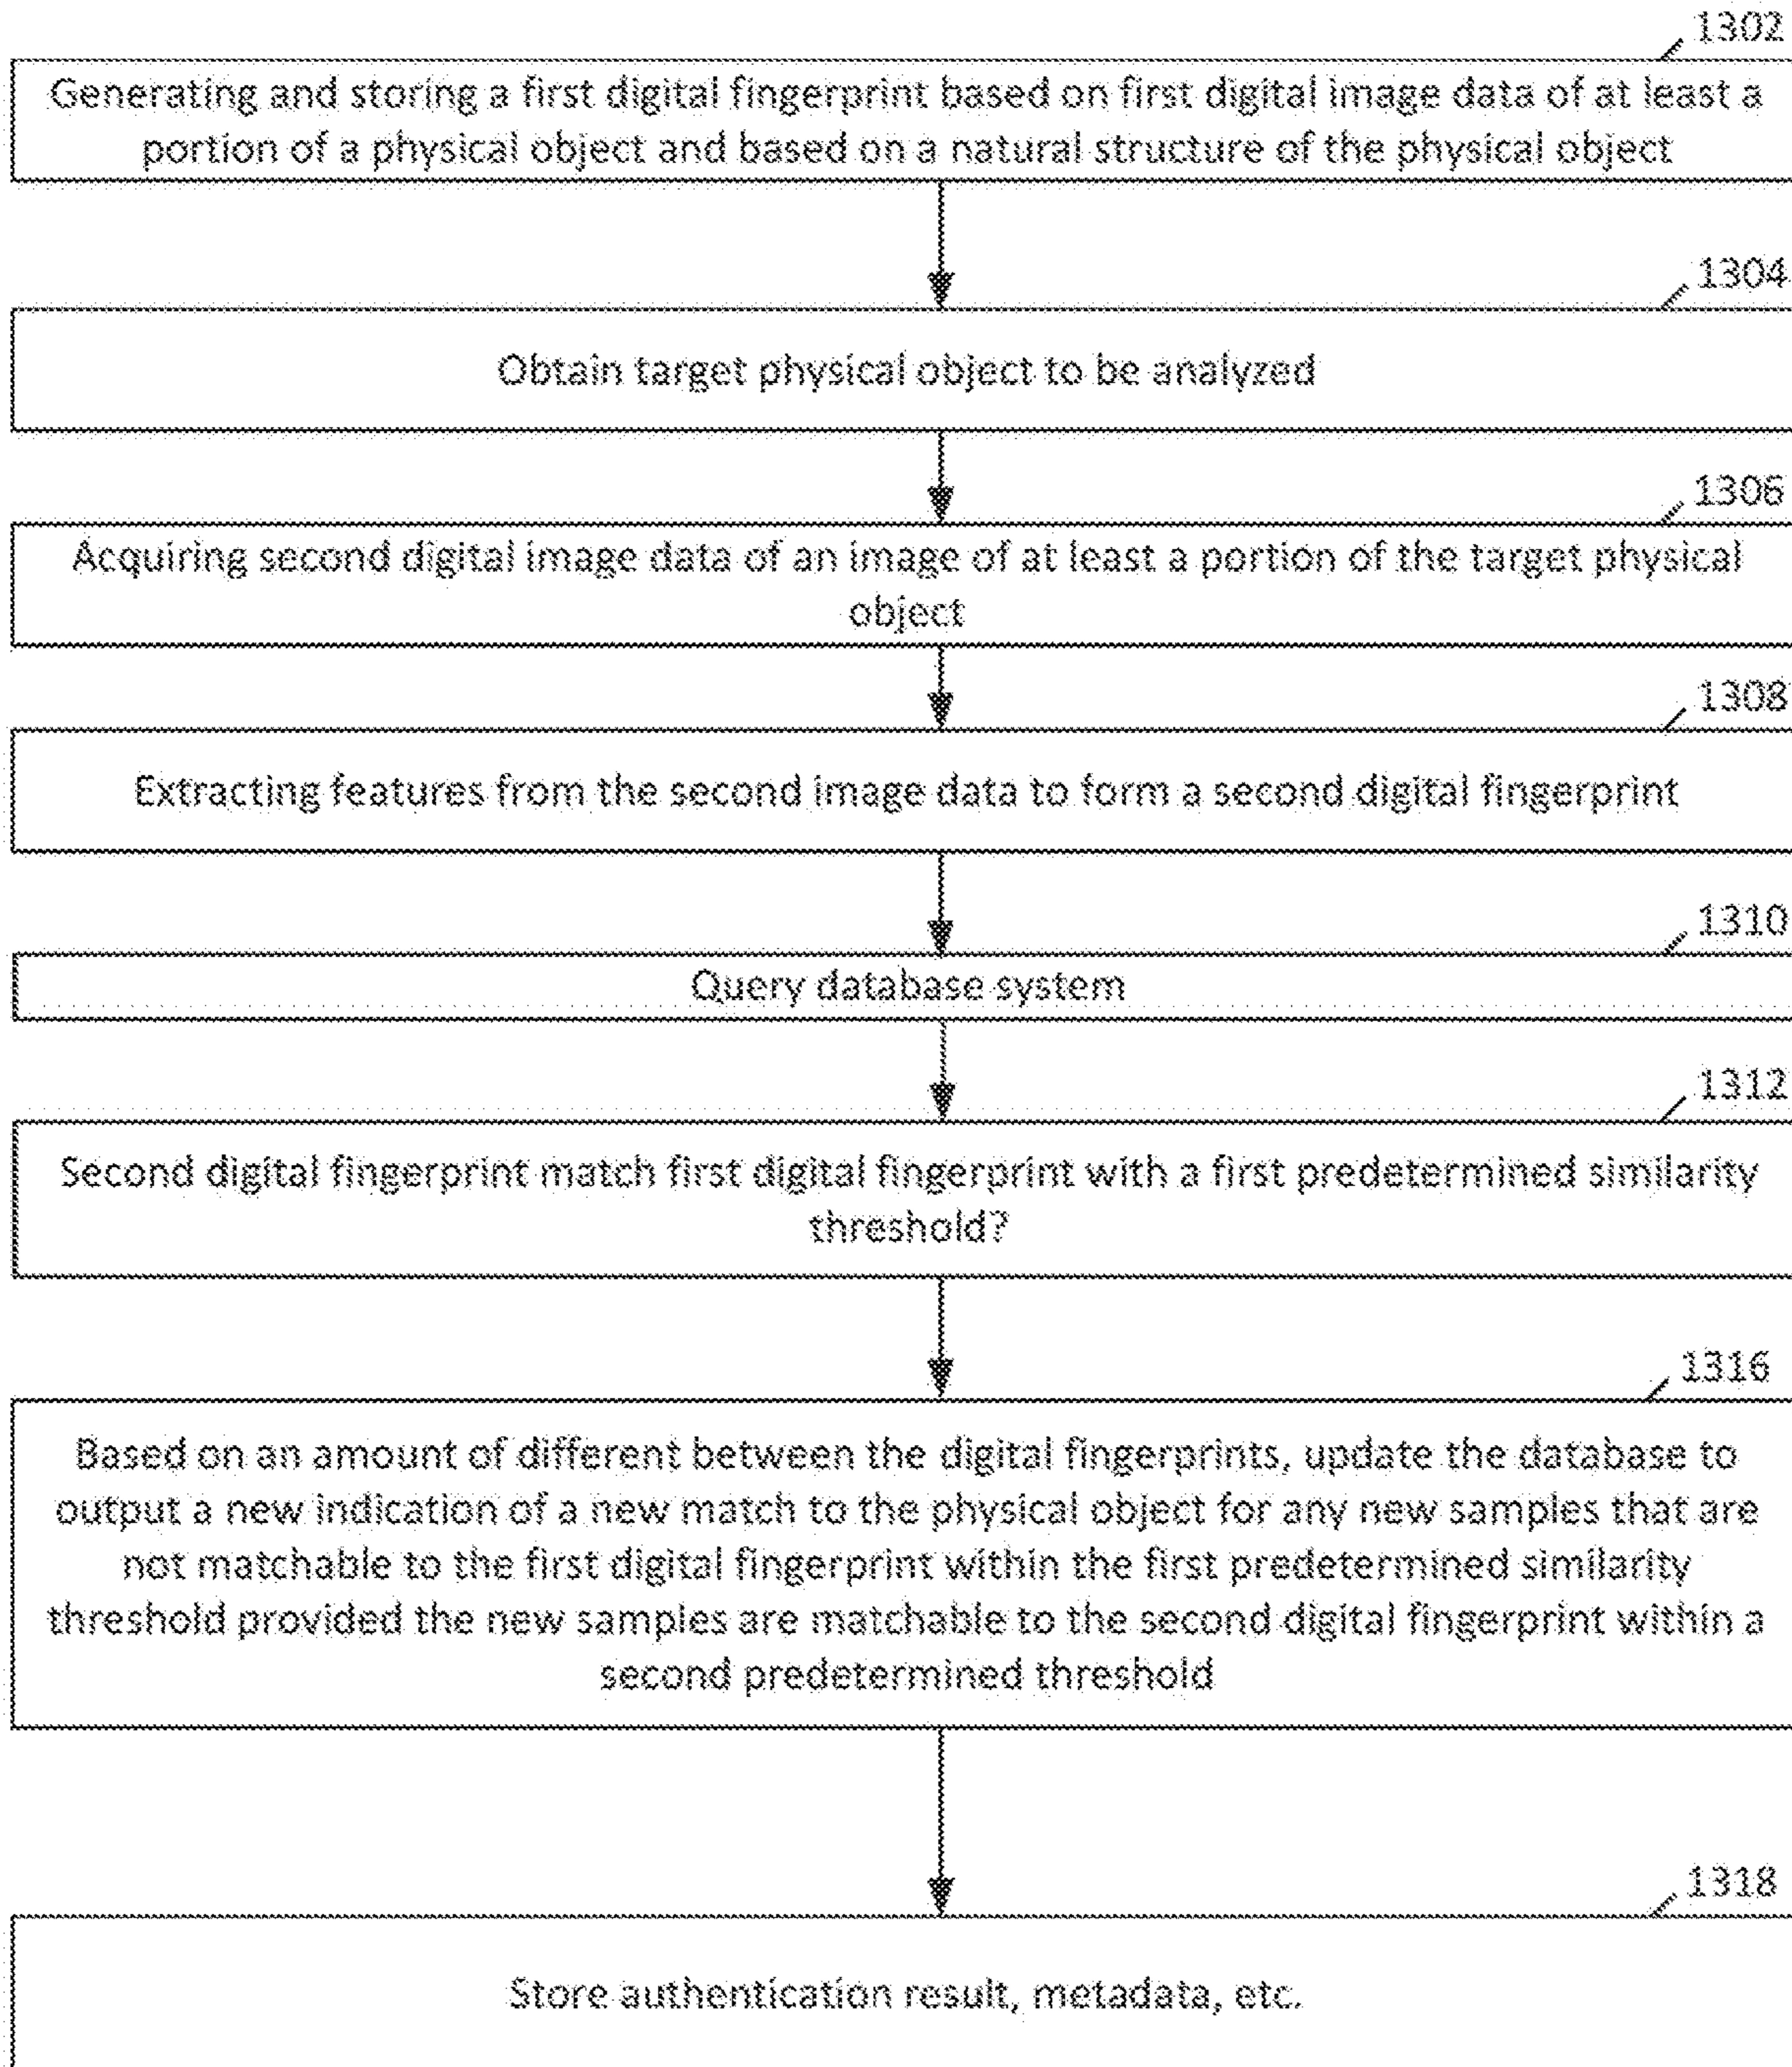 1302
Generating and storing a first digital fingerprint based on first digital image data of at least a
portion of a physical object and based on a natural structure of the physical object
1304
Obtain target physical object to be analyzed
1306
Acquiring second digital image data of an image of at least a portion of the target physical
object
1308
Extracting features from the second image data to form a second digital fingerprint
1310
Query database system
1312
Second digital fingerprint match first digital fingerprint with a first predetermined similarity
threshold?
1316
Based on an amount of different between the digital fingerprints, update the database to
output a new indication of a new match to the physical object for any new samples that are
not matchable to the first digital fingerprint within the first predetermined similarity
threshold provided the new samples are matchable to the second digital fingerprint within a
second predetermined threshold
1318
Store authentication result, metadata, etc.